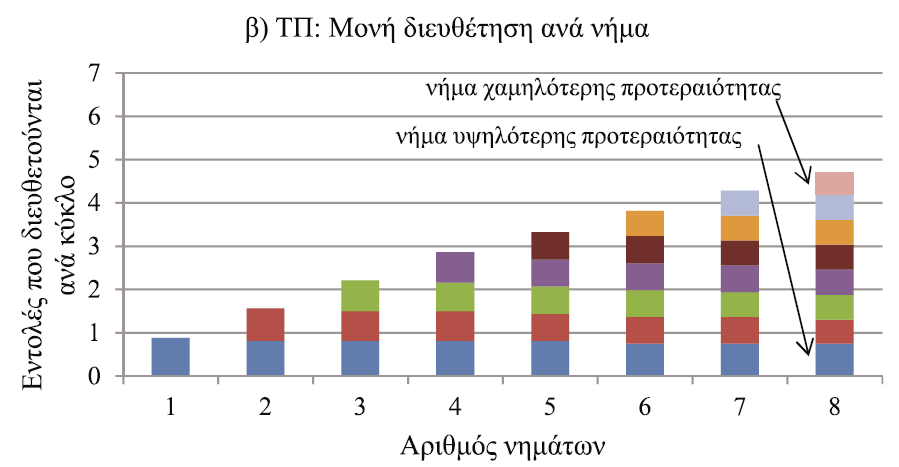 β) ΤΠ: Μονή διευθέτηση ανά νήμα
Εντολές που διευθετούνται
ανά κύκλο
7
6
5
4
3
2
1
0
νήμα χαμηλότερης προτεραιότητας
νήμα υψηλότερης προτεραιότητας
1 2 3 4 5 6 7 8
Αριθμός νημάτων